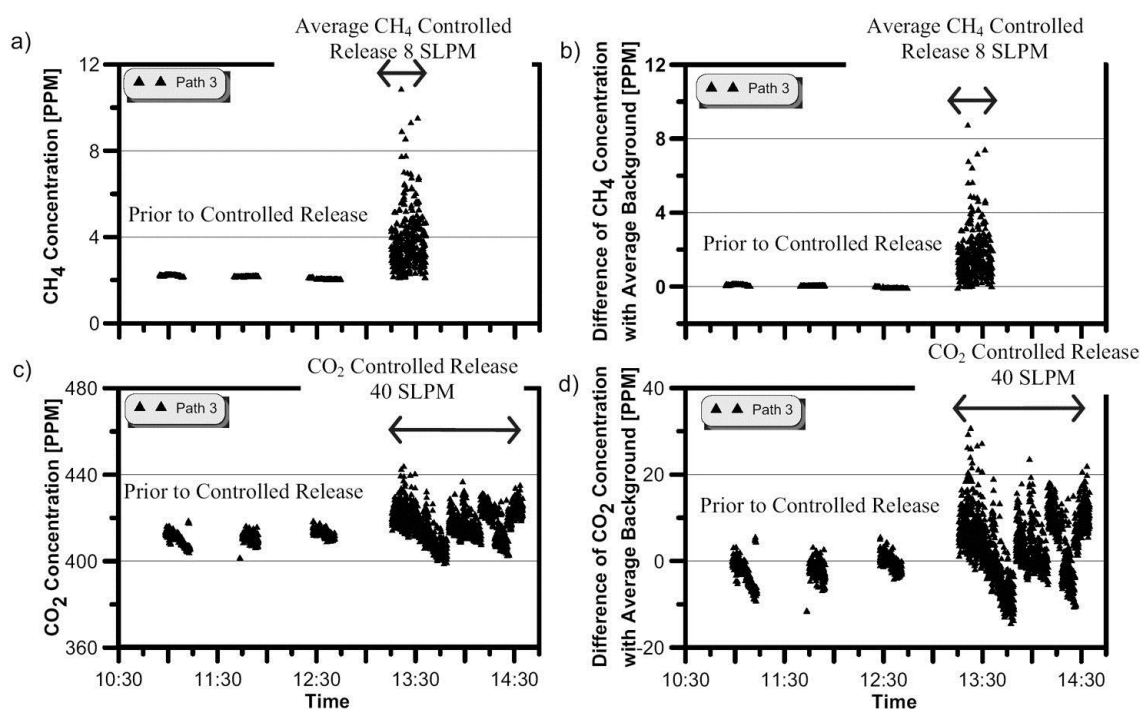 Average CH4 Controlled
Release 8 SLPM
a)
12
8
4
0
CH4 Concentration [PPM]
Path 3
Prior to Controlled Release
Average CH4 Controlled
Release 8 SLPM
b)
12
8
4
0
Difference of CH4 Concentration
with Average Background [PPM]
Path 3
Prior to Controlled Release
CO2 Controlled Release
40 SLPM
c)
480
440
400
360
CO2 Concentration [PPM]
Path 3
Prior to Controlled Release
10:30
11:30
12:30
13:30
14:30
Time
CO2 Controlled Release
40 SLPM
d)
40
20
0
-20
Difference of CO2 Concentration
with Average Background [PPM]
Path 3
Prior to Controlled Release
10:30
11:30
12:30
13:30
14:30
Time